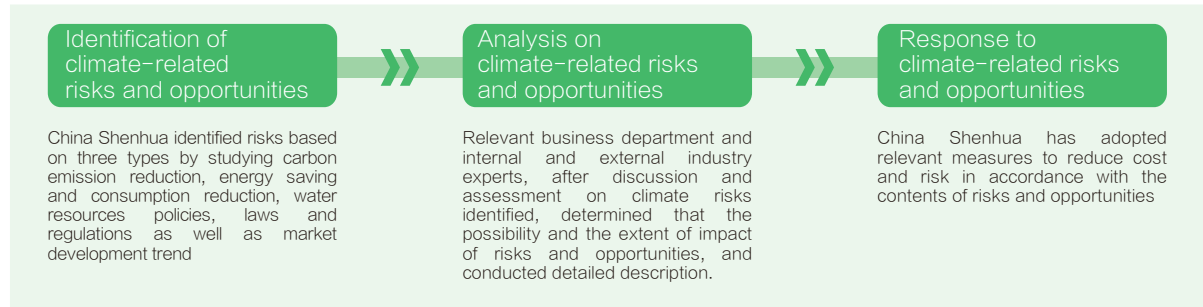 Identification of
climate-related
risks and opportunities
China Shenhua identified risks based
on three types by studying carbon
emission reduction, energy saving
and consumption reduction, water
resources policies, laws and
regulations as well as market
development trend
Analysis on
climate-related risks
and opportunities
Relevant business department and
internal and external industry
experts, after discussion and
assessment on climate risks
identified, determined that the
possibility and the extent of impact
of risks and opportunities, and
conducted detailed description.
Response to
climate-related risks
and opportunities
China Shenhua has adopted
relevant measures to reduce cost
and risk in accordance with the
contents of risks and opportunities